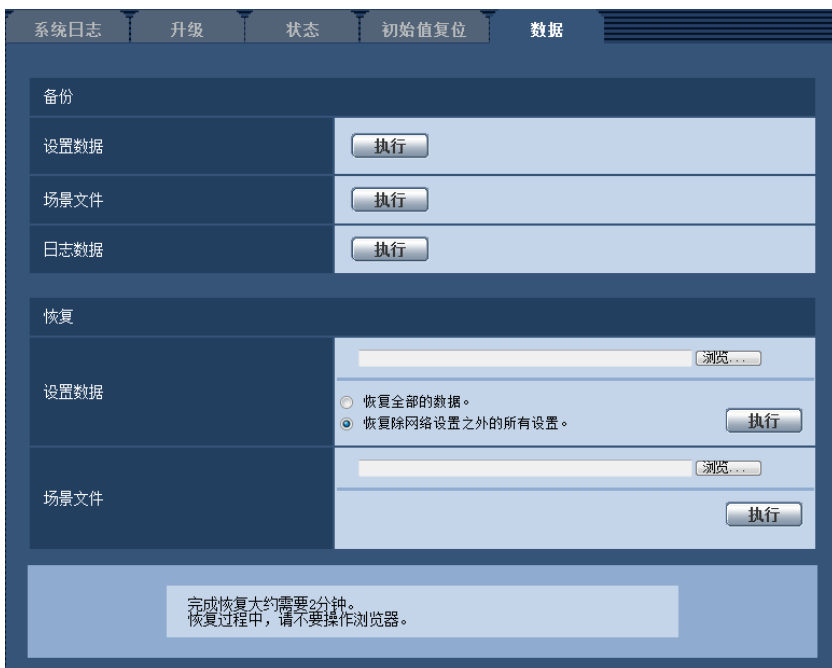 系统日志 升级 状态 初始值复位 数据
备份
设置数据 执行
场景文件 执行
日志数据 执行
恢复
浏览...
设置数据
恢复全部的数据。
恢复除网络设置之外的所有设置。
执行
浏览...
场景文件
执行
完成恢复大约需要2分钟。
恢复过程中，请不要操作浏览器。